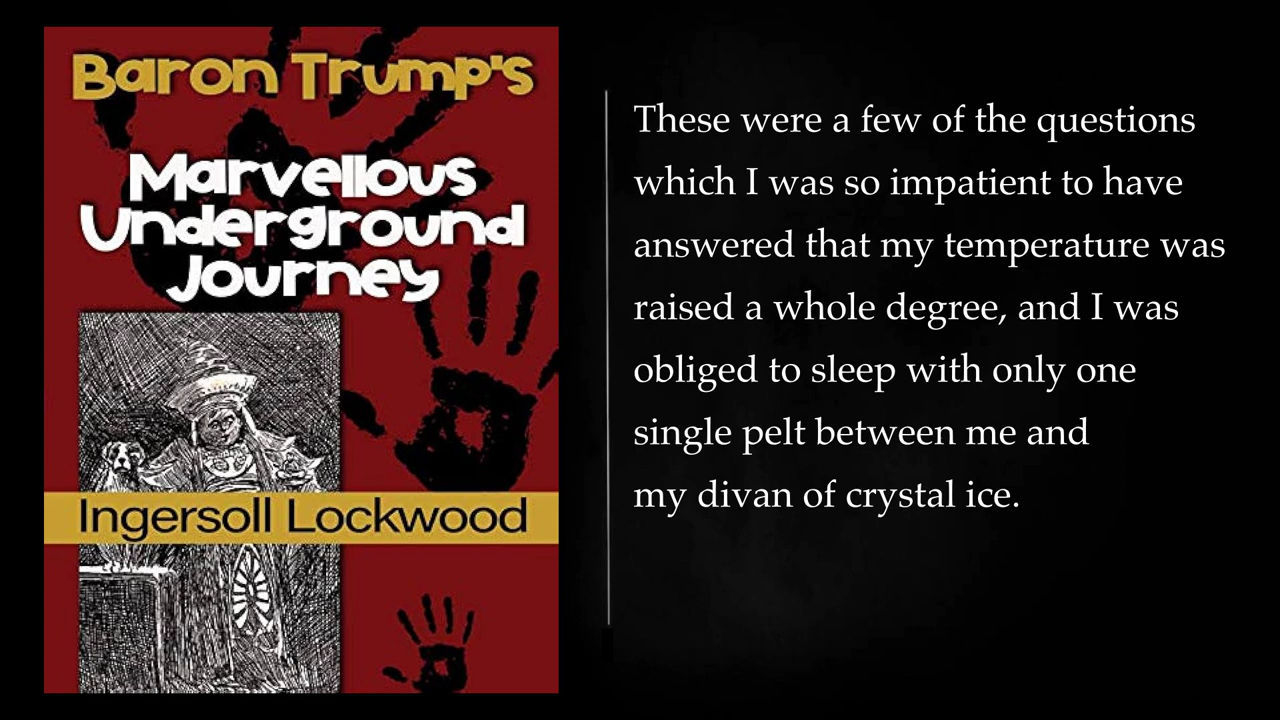 Baron Trump's
Marvellous
Underground
Journey
Ingersoll Lockwood
These were a few of the questions
which I was so impatient to have
answered that my temperature was
raised a whole degree, and I was
obliged to sleep with only one
single pelt between me and
my divan of crystal ice.